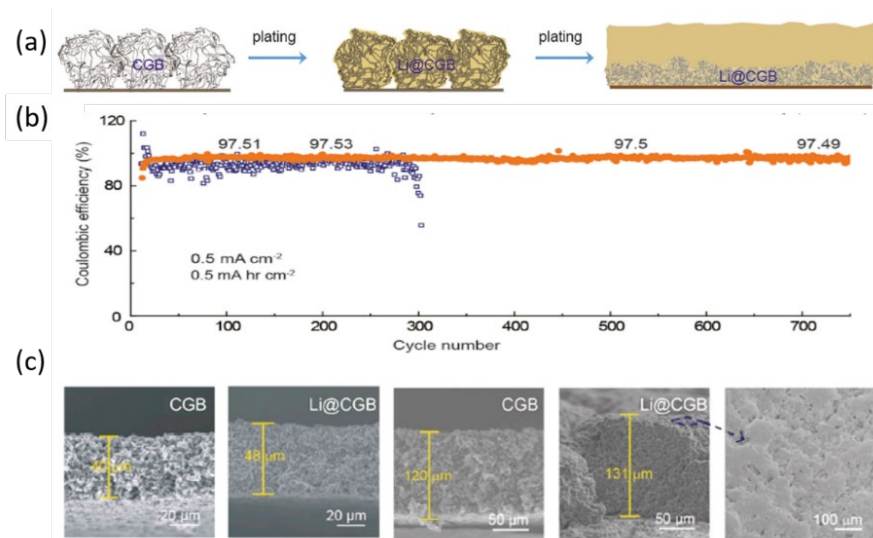 (a)
plating
plating
CGB
Li@CGB
Li@CGB
(b)
120
80
40
0
Coulombic efficiency (%)
97.51
97.53
97.5
97.49
0.5 mA cm⁻²
0.5 mA hr cm⁻²
0
100
200
300
400
500
600
700
Cycle number
(c)
CGB
40 μm
20 μm
Li@CGB
48 μm
20 μm
CGB
120 μm
50 μm
Li@CGB
131 μm
50 μm
100 μm